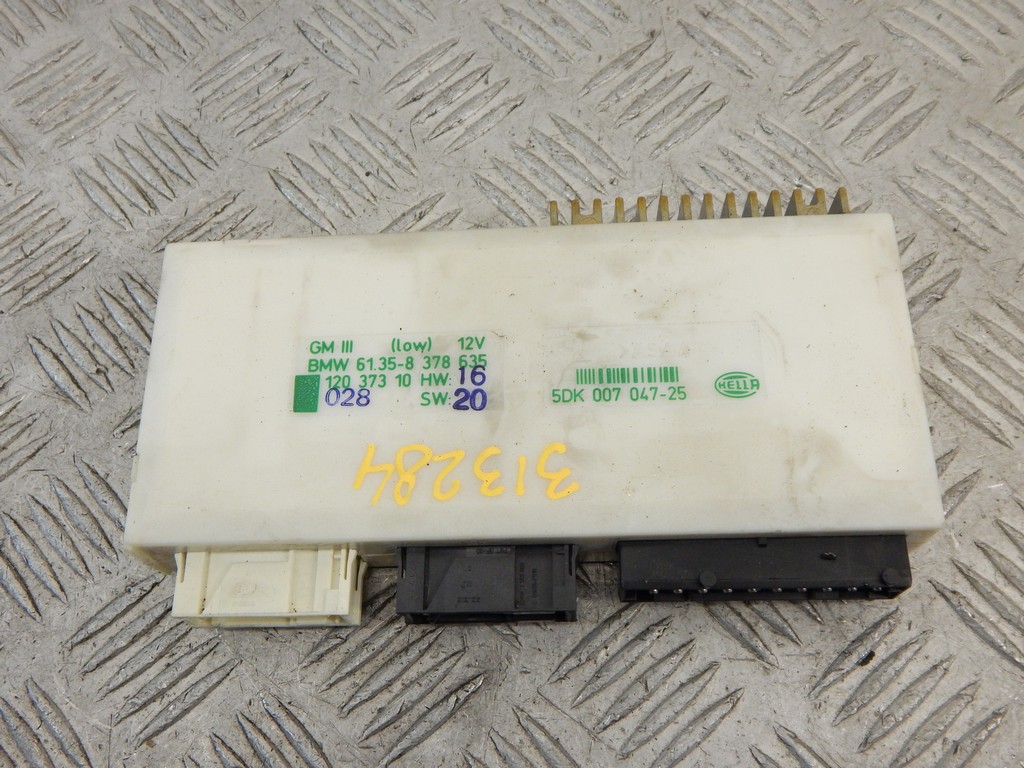 GM III (low) 12V
BMW 61.35-8 378 635
120 373 10 HW: 16
028 SW: 20
5DK 007 047-25
HELLA
313284